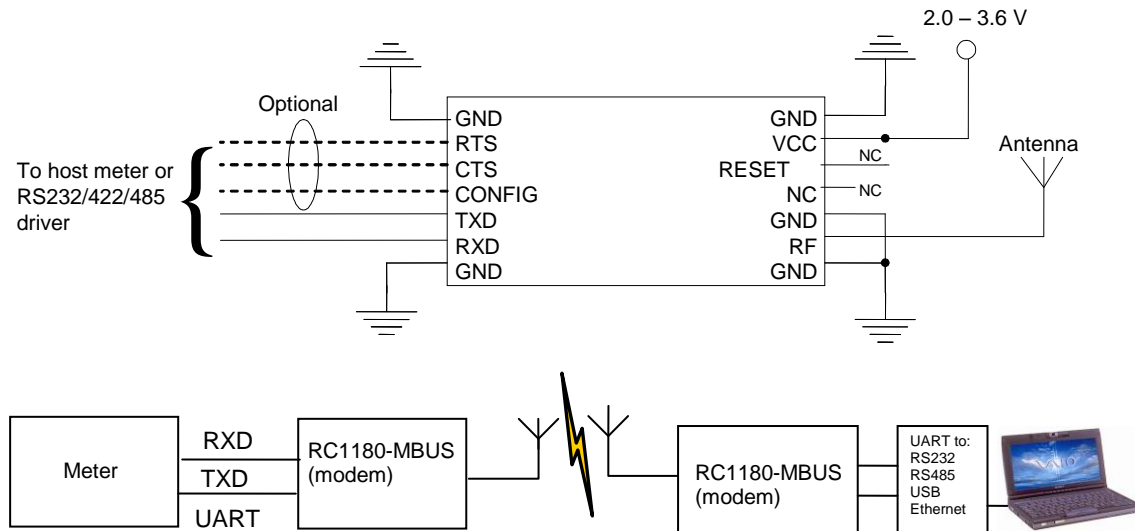 2.0 – 3.6 V
Optional
GND
RTS
CTS
CONFIG
TXD
RXD
GND
To host meter or
RS232/422/485
driver
GND
VCC
RESET
NC
NC
NC
GND
RF
GND
Antenna
Meter
RXD
TXD
UART
RC1180-MBUS
(modem)
RC1180-MBUS
(modem)
UART to:
RS232
RS485
USB
Ethernet
VAIO